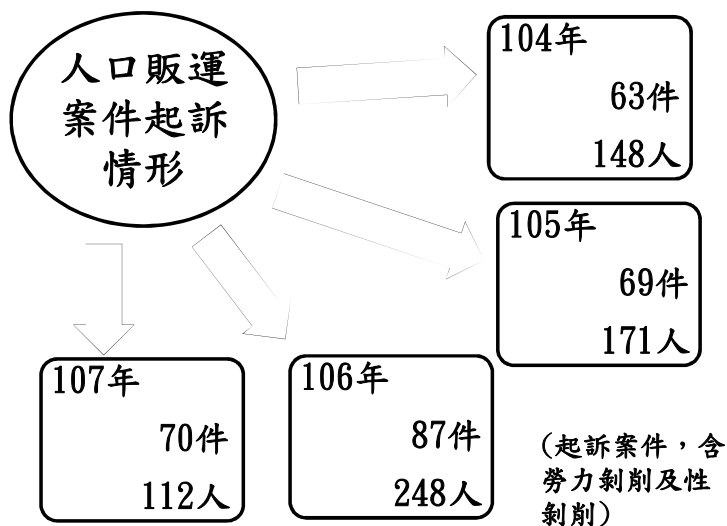 人口販運
案件起訴
情形
104年
63件
148人
105年
69件
171人
106年
87件
248人
107年
70件
112人
（起訴案件，含
勞力剝削及性
剝削）